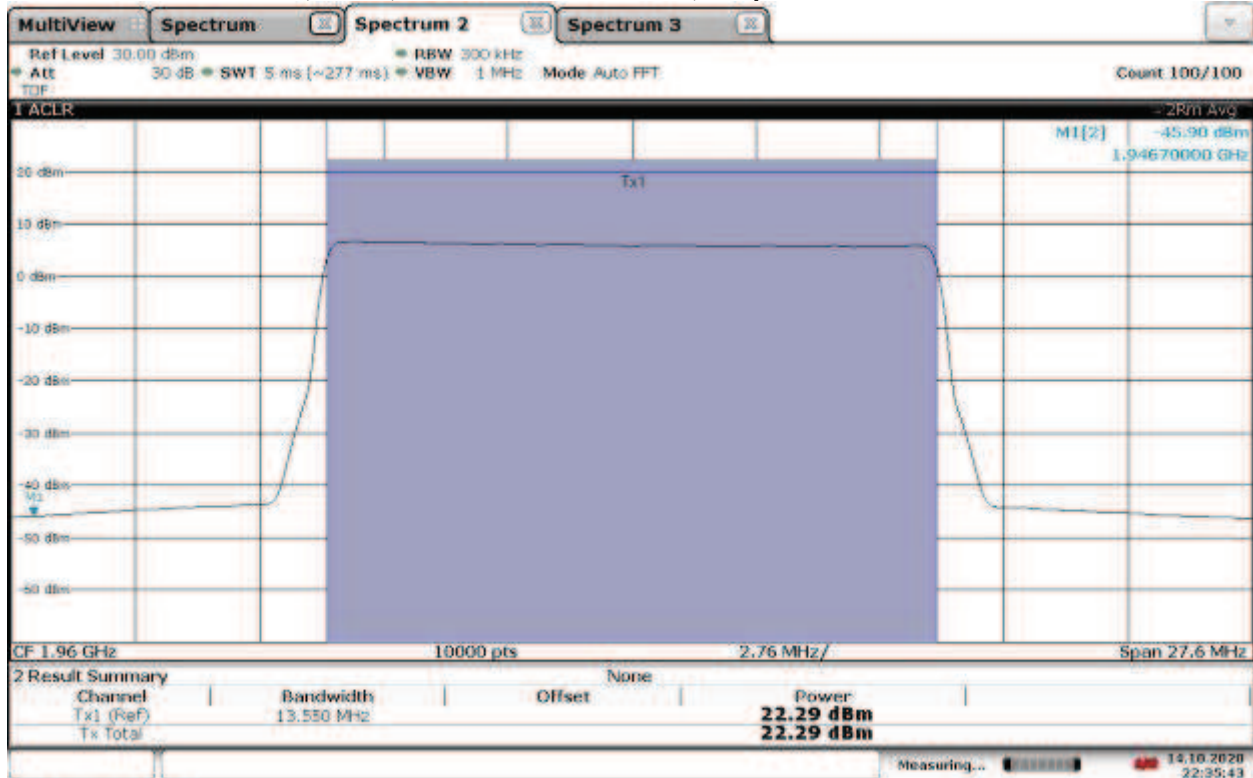 MultiView Spectrum Spectrum 2 Spectrum 3
Ref Level 30.00 dBm RBW 300 kHz
Att 30 dB SWT 5 ms (~277 ms) VBW 1 MHz Mode Auto FFT Count 100/100
TDF
1 ACLR 2Rm Avg
M1[2] -45.90 dBm
1.94670000 GHz
20 dBm
Tx1
10 dBm
0 dBm
-10 dBm
-20 dBm
-30 dBm
-40 dBm
M1
-50 dBm
-60 dBm
CF 1.96 GHz 10000 pts 2.76 MHz/ Span 27.6 MHz
2 Result Summary None
Channel Bandwidth Offset Power
Tx1 (Ref) 13.550 MHz 22.29 dBm
Tx Total 22.29 dBm
Measuring... 14.10.2020
22:35:43